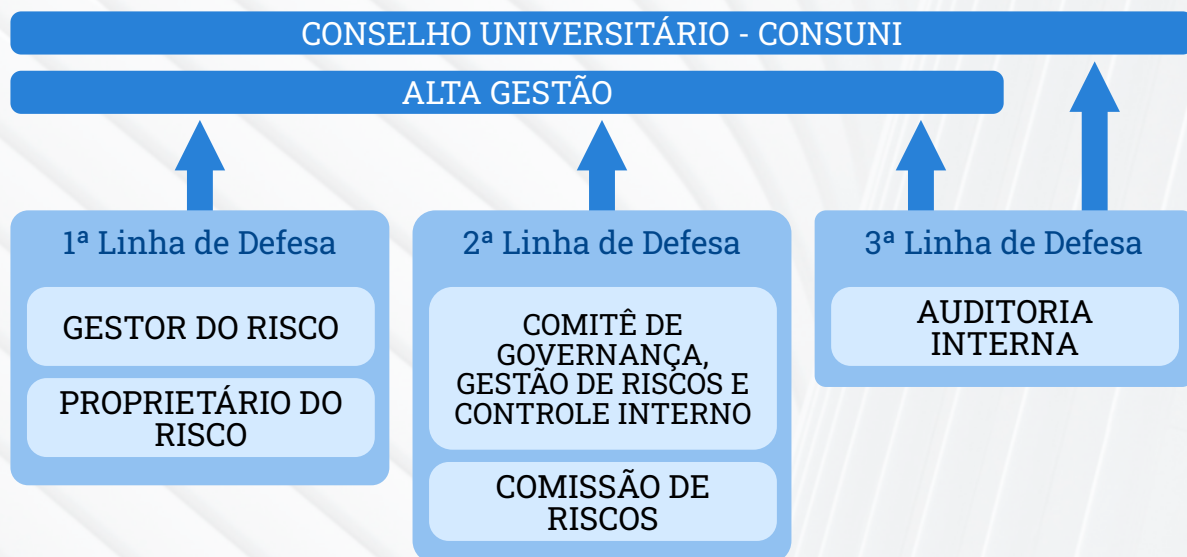 CONSELHO UNIVERSITÁRIO - CONSUNI
ALTA GESTÃO
1ª Linha de Defesa
GESTOR DO RISCO
PROPRIETÁRIO DO
RISCO
2ª Linha de Defesa
COMITÊ DE
GOVERNANÇA,
GESTÃO DE RISCOS E
CONTROLE INTERNO
COMISSÃO DE
RISCOS
3ª Linha de Defesa
AUDITORIA
INTERNA